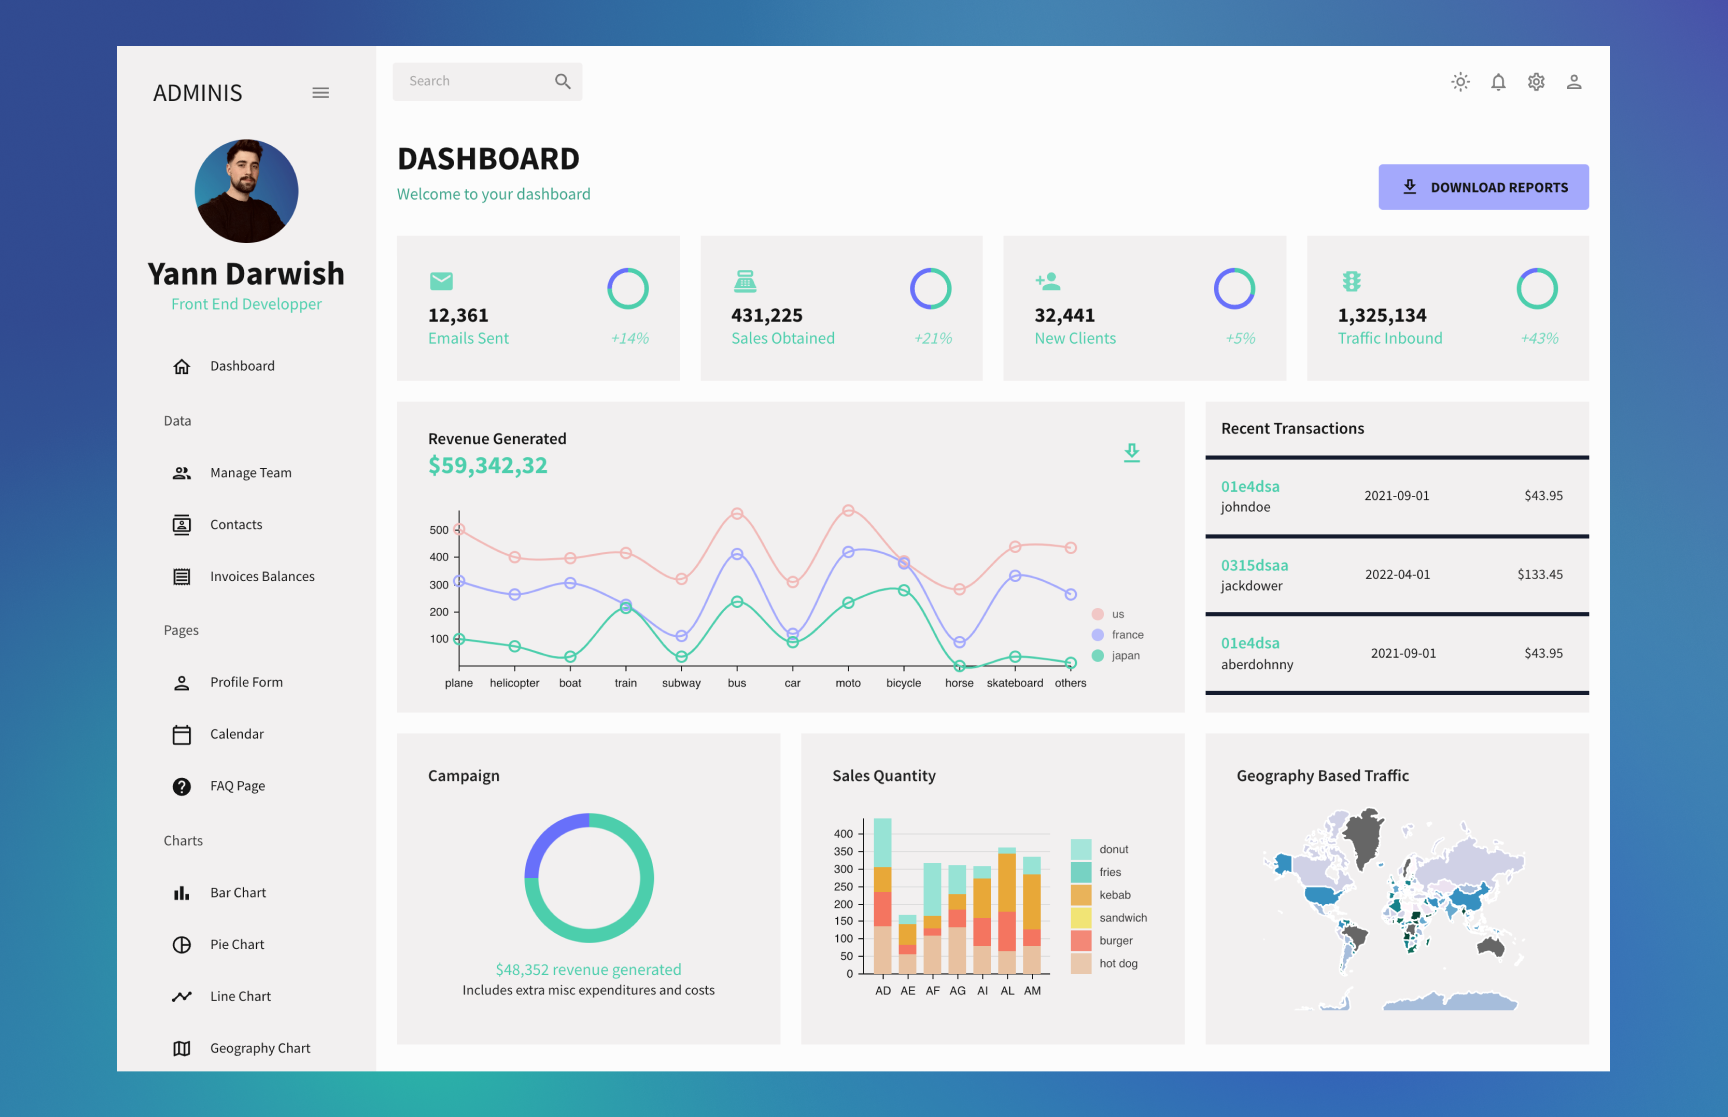 ADMINIS
Yann Darwish
Front End Developper
Dashboard
Data
Manage Team
Contacts
Invoices Balances
Pages
Profile Form
Calendar
FAQ Page
Charts
Bar Chart
Pie Chart
Line Chart
Geography Chart
Search
DASHBOARD
Welcome to your dashboard
DOWNLOAD REPORTS
12,361
Emails Sent
+14%
431,225
Sales Obtained
+21%
32,441
New Clients
+5%
1,325,134
Traffic Inbound
+43%
Revenue Generated
$59,342,32
500
400
300
200
100
plane helicopter boat train subway bus car moto bicycle horse skateboard others
us
france
japan
Recent Transactions
01e4dsa
johndoe
2021-09-01
$43.95
0315dsaa
jackdower
2022-04-01
$133.45
01e4dsa
aberdohnny
2021-09-01
$43.95
Campaign
$48,352 revenue generated
Includes extra misc expenditures and costs
Sales Quantity
400
350
300
250
200
150
100
50
0
AD AE AF AG AI AL AM
donut
fries
kebab
sandwich
burger
hot dog
Geography Based Traffic